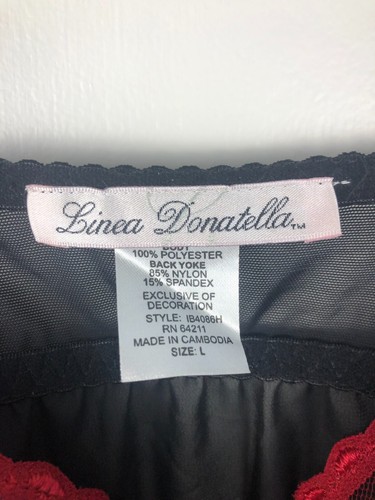 Linea Donatella™
BODY
100% POLYESTER
BACK YOKE
85% NYLON
15% SPANDEX
EXCLUSIVE OF
DECORATION
STYLE: IB4086H
RN 64211
MADE IN CAMBODIA
SIZE: L